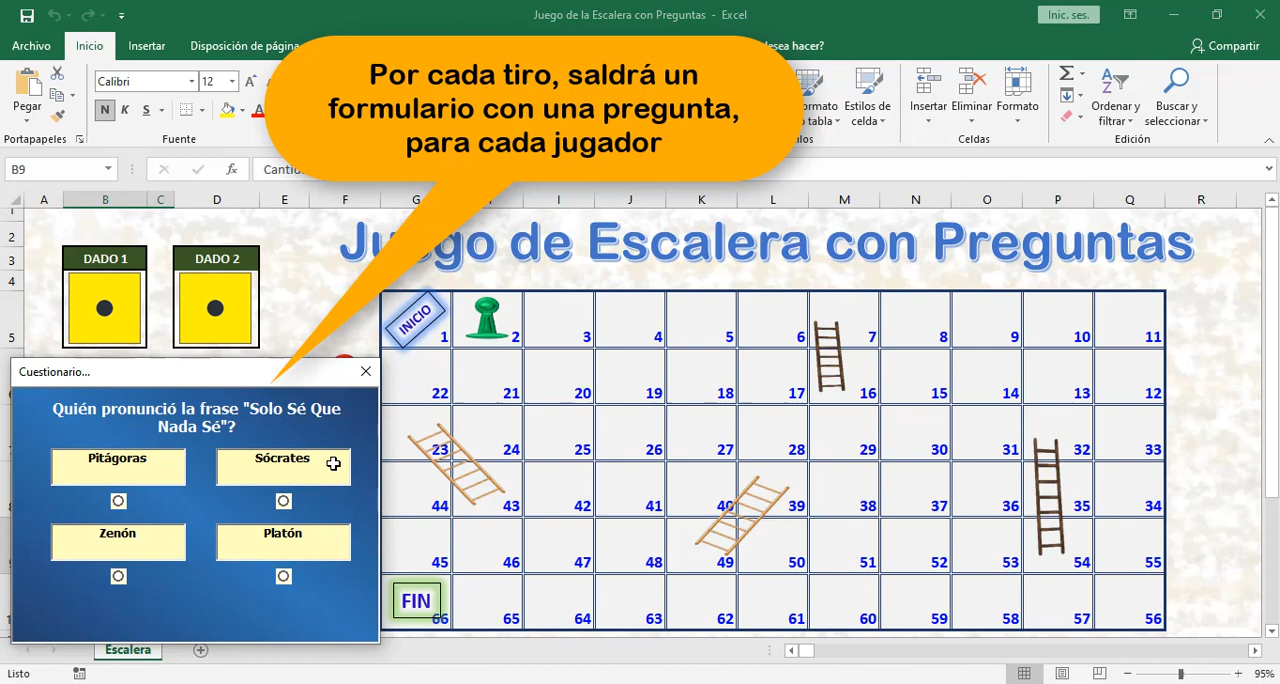 Juego de la Escalera con Preguntas - Excel
Inic. ses.
Archivo
Inicio
Insertar
Disposición de página
desea hacer?
Compartir
Por cada tiro, saldrá un
formulario con una pregunta,
para cada jugador
Pegar
Calibri
12
A
N K S
A
Portapapeles
Fuente
Estilos de
celda
Insertar
Eliminar
Formato
Celdas
Ordenar y
filtrar
Buscar y
seleccionar
Edición
B9
fx
A B C D E F G I J K L M N O P Q R
2
3
4
5
Juego de Escalera con Preguntas
DADO 1
DADO 2
INICIO
1 2 3 4 5 6 7 8 9 10 11
22 21 20 19 18 17 16 15 14 13 12
23 24 25 26 27 28 29 30 31 32 33
44 43 42 41 40 39 38 37 36 35 34
45 46 47 48 49 50 51 52 53 54 55
FIN
66 65 64 63 62 61 60 59 58 57 56
Cuestionario...
Quién pronunció la frase "Solo Sé Que
Nada Sé"?
Pitágoras
Sócrates
Zenón
Platón
Escalera
Listo
95%